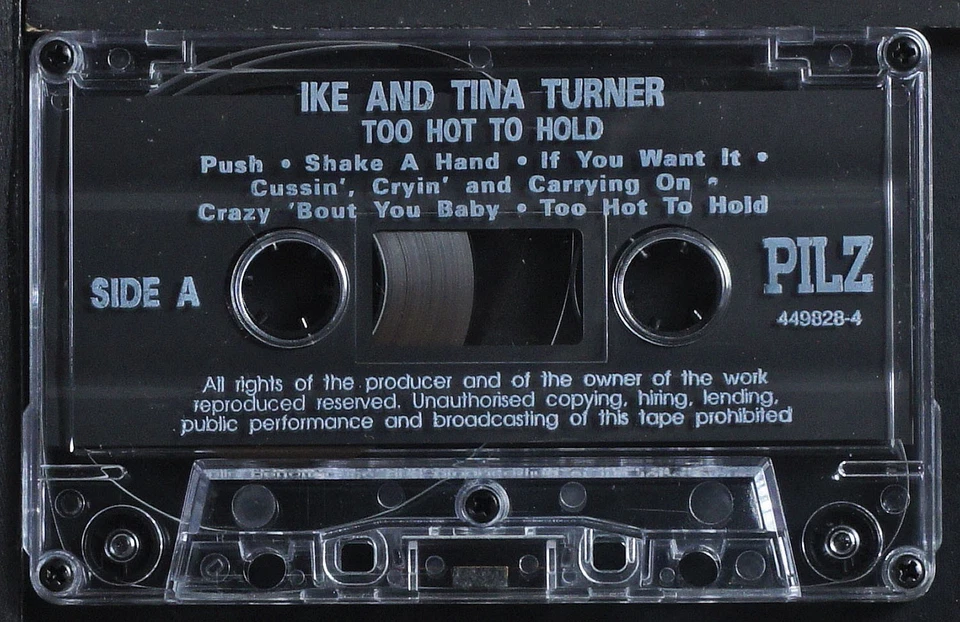 IKE AND TINA TURNER
TOO HOT TO HOLD
Push • Shake A Hand • If You Want It •
Cussin', Cryin' and Carrying On •
Crazy 'Bout You Baby • Too Hot To Hold
SIDE A
PILZ
449828-4
All rights of the producer and of the owner of the work
reproduced reserved. Unauthorised copying, hiring, lending,
public performance and broadcasting of this tape prohibited